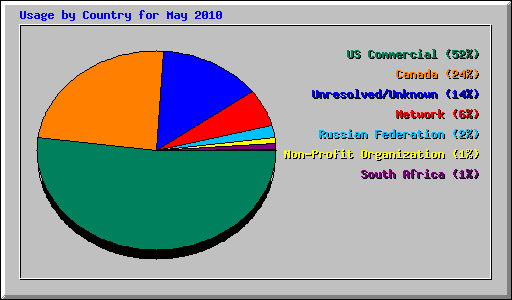 Usage by Country for May 2010
US Commercial (52%)
Canada (24%)
Unresolved/Unknown (14%)
Network (6%)
Russian Federation (2%)
Non-Profit Organization (1%)
South Africa (1%)